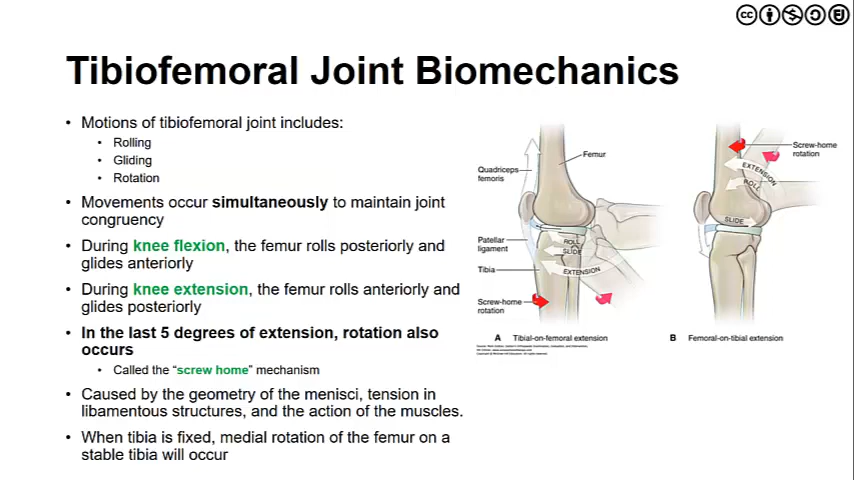 Tibiofemoral Joint Biomechanics
• Motions of tibiofemoral joint includes:
• Rolling
• Gliding
• Rotation
• Movements occur simultaneously to maintain joint
congruency
• During knee flexion, the femur rolls posteriorly and
glides anteriorly
• During knee extension, the femur rolls anteriorly and
glides posteriorly
• In the last 5 degrees of extension, rotation also
occurs
• Called the “screw home” mechanism
• Caused by the geometry of the menisci, tension in
libamentous structures, and the action of the muscles.
• When tibia is fixed, medial rotation of the femur on a
stable tibia will occur
Femur
Quadriceps
femoris
Patellar
ligament
Tibia
Screw-home
rotation
ROLL
SLIDE
EXTENSION
A Tibial-on-femoral extension
Screw-home
rotation
EXTENSION
ROLL
SLIDE
B Femoral-on-tibial extension